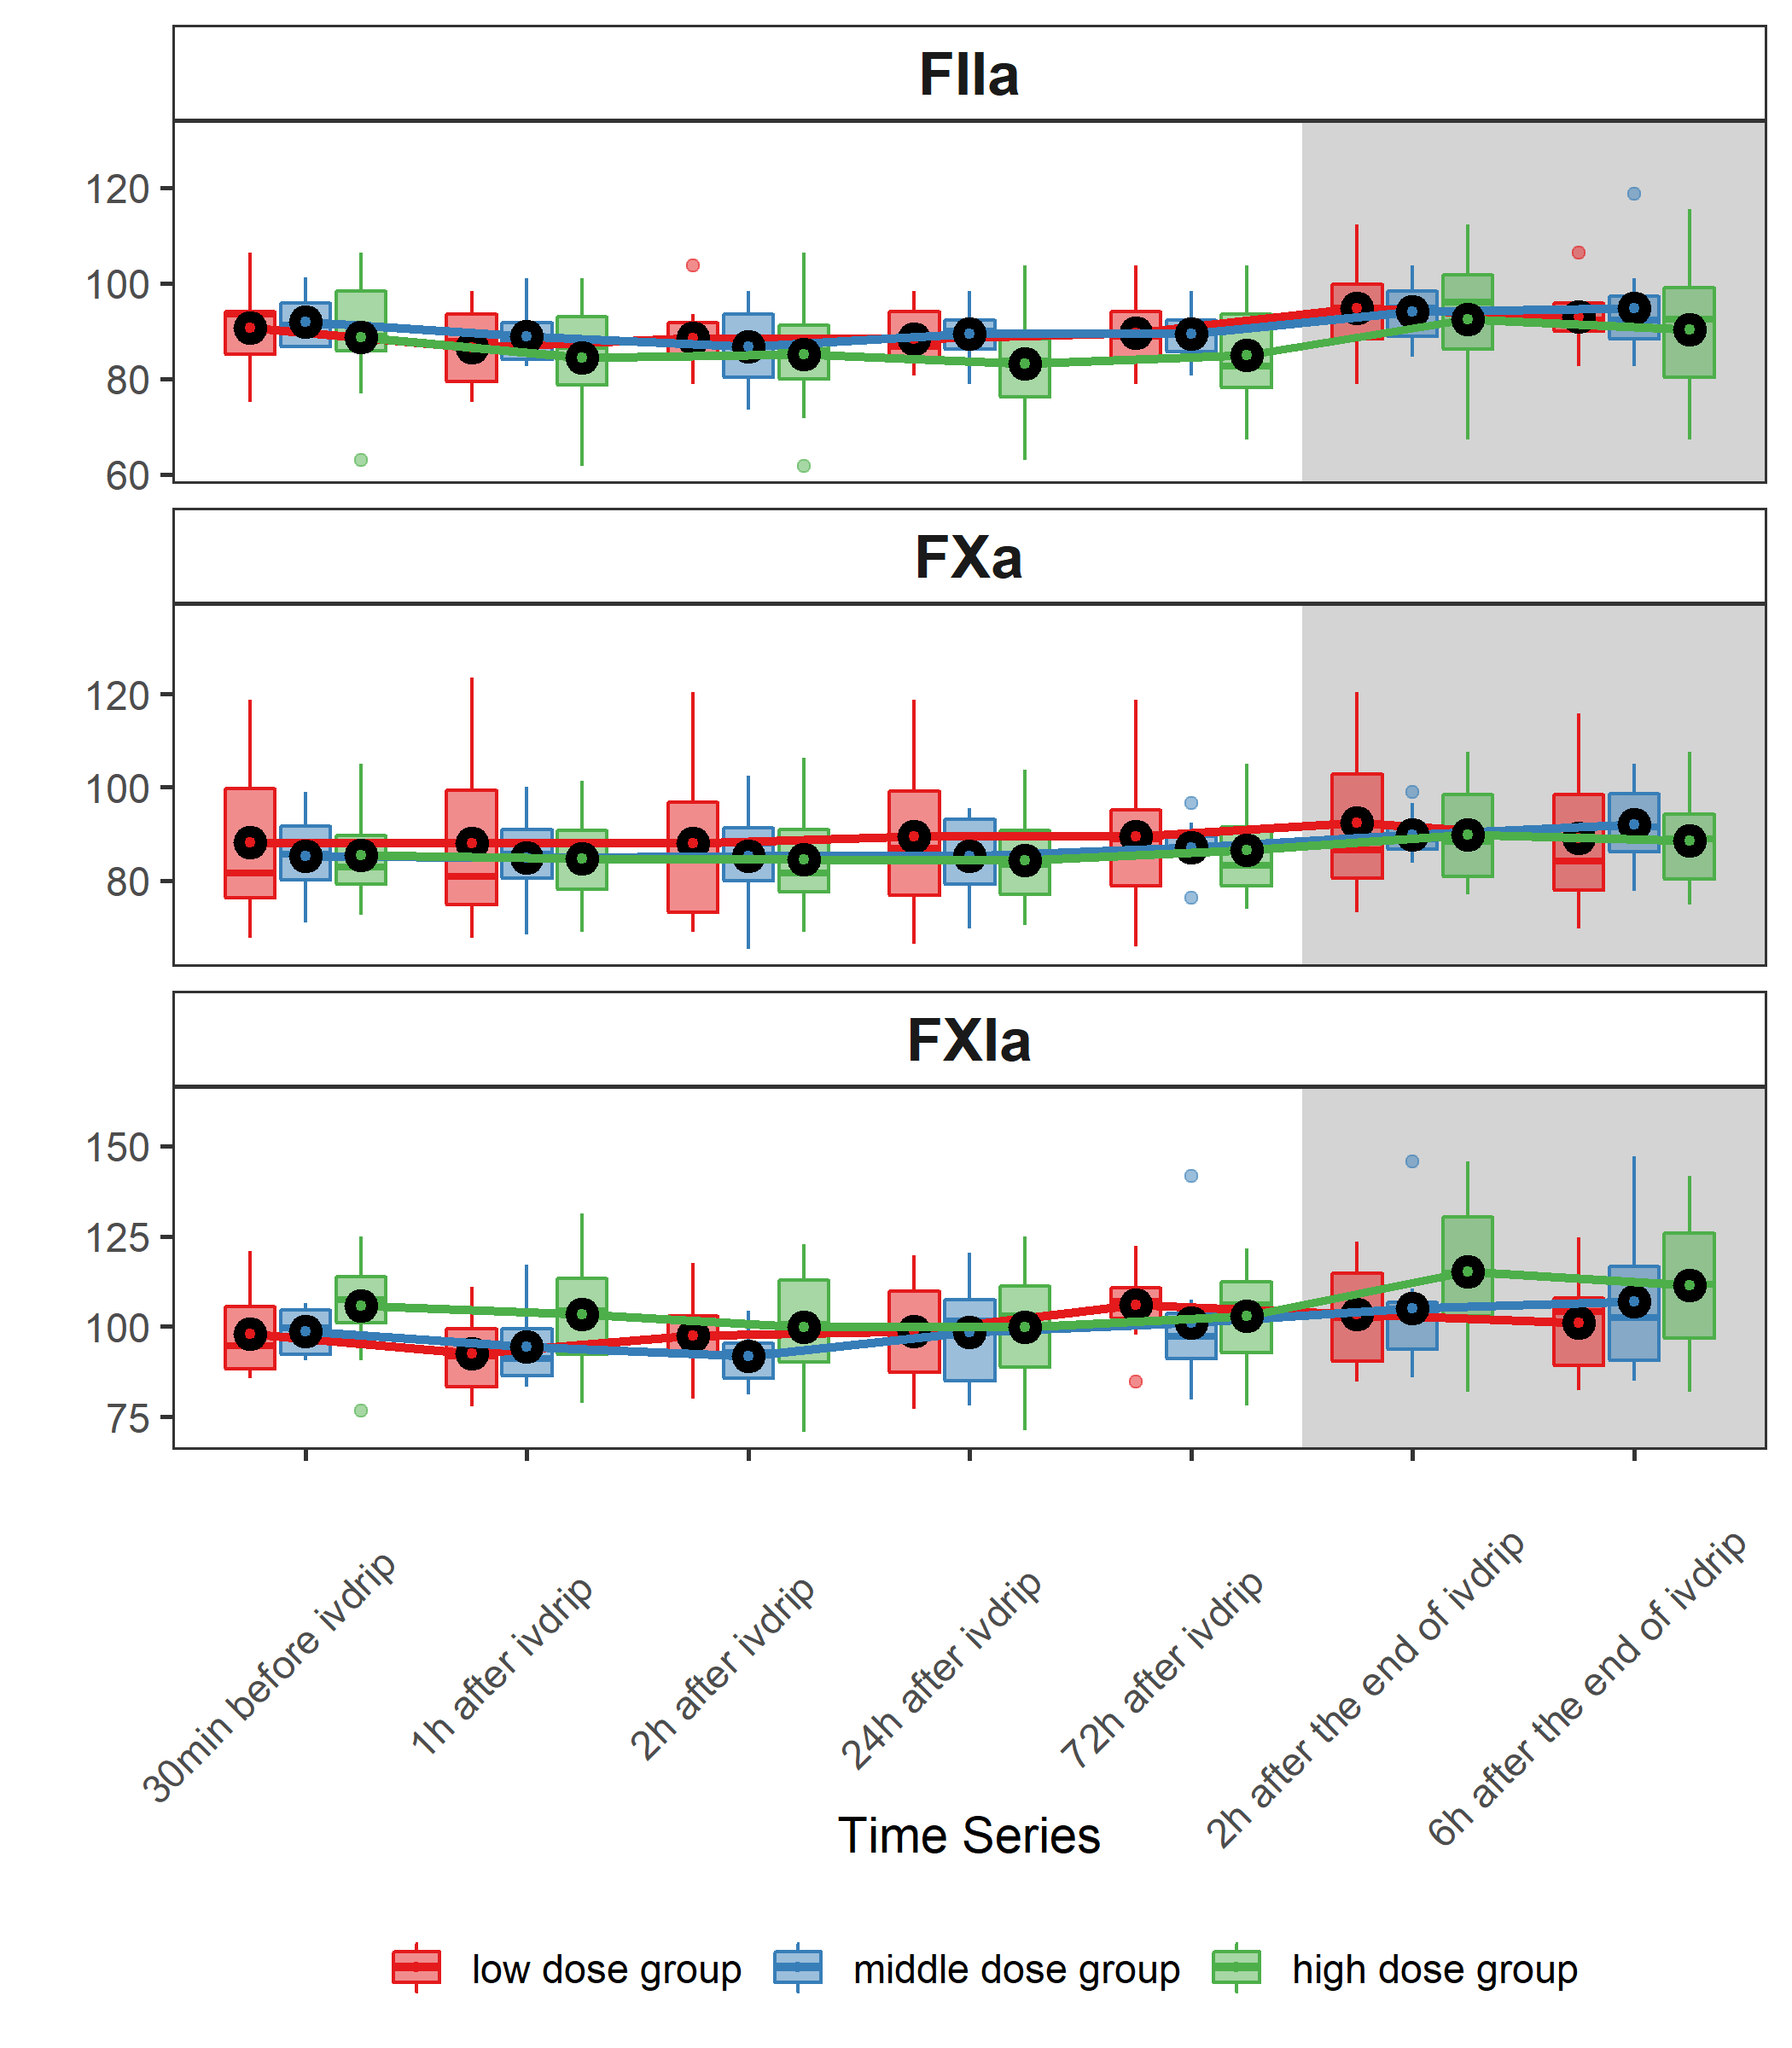 FIIa
120
100
80
60
FXa
120
100
80
FXIa
150
125
100
75
30min before ivdrip
1h after ivdrip
2h after ivdrip
24h after ivdrip
72h after ivdrip
2h after the end of ivdrip
6h after the end of ivdrip
Time Series
low dose group middle dose group high dose group